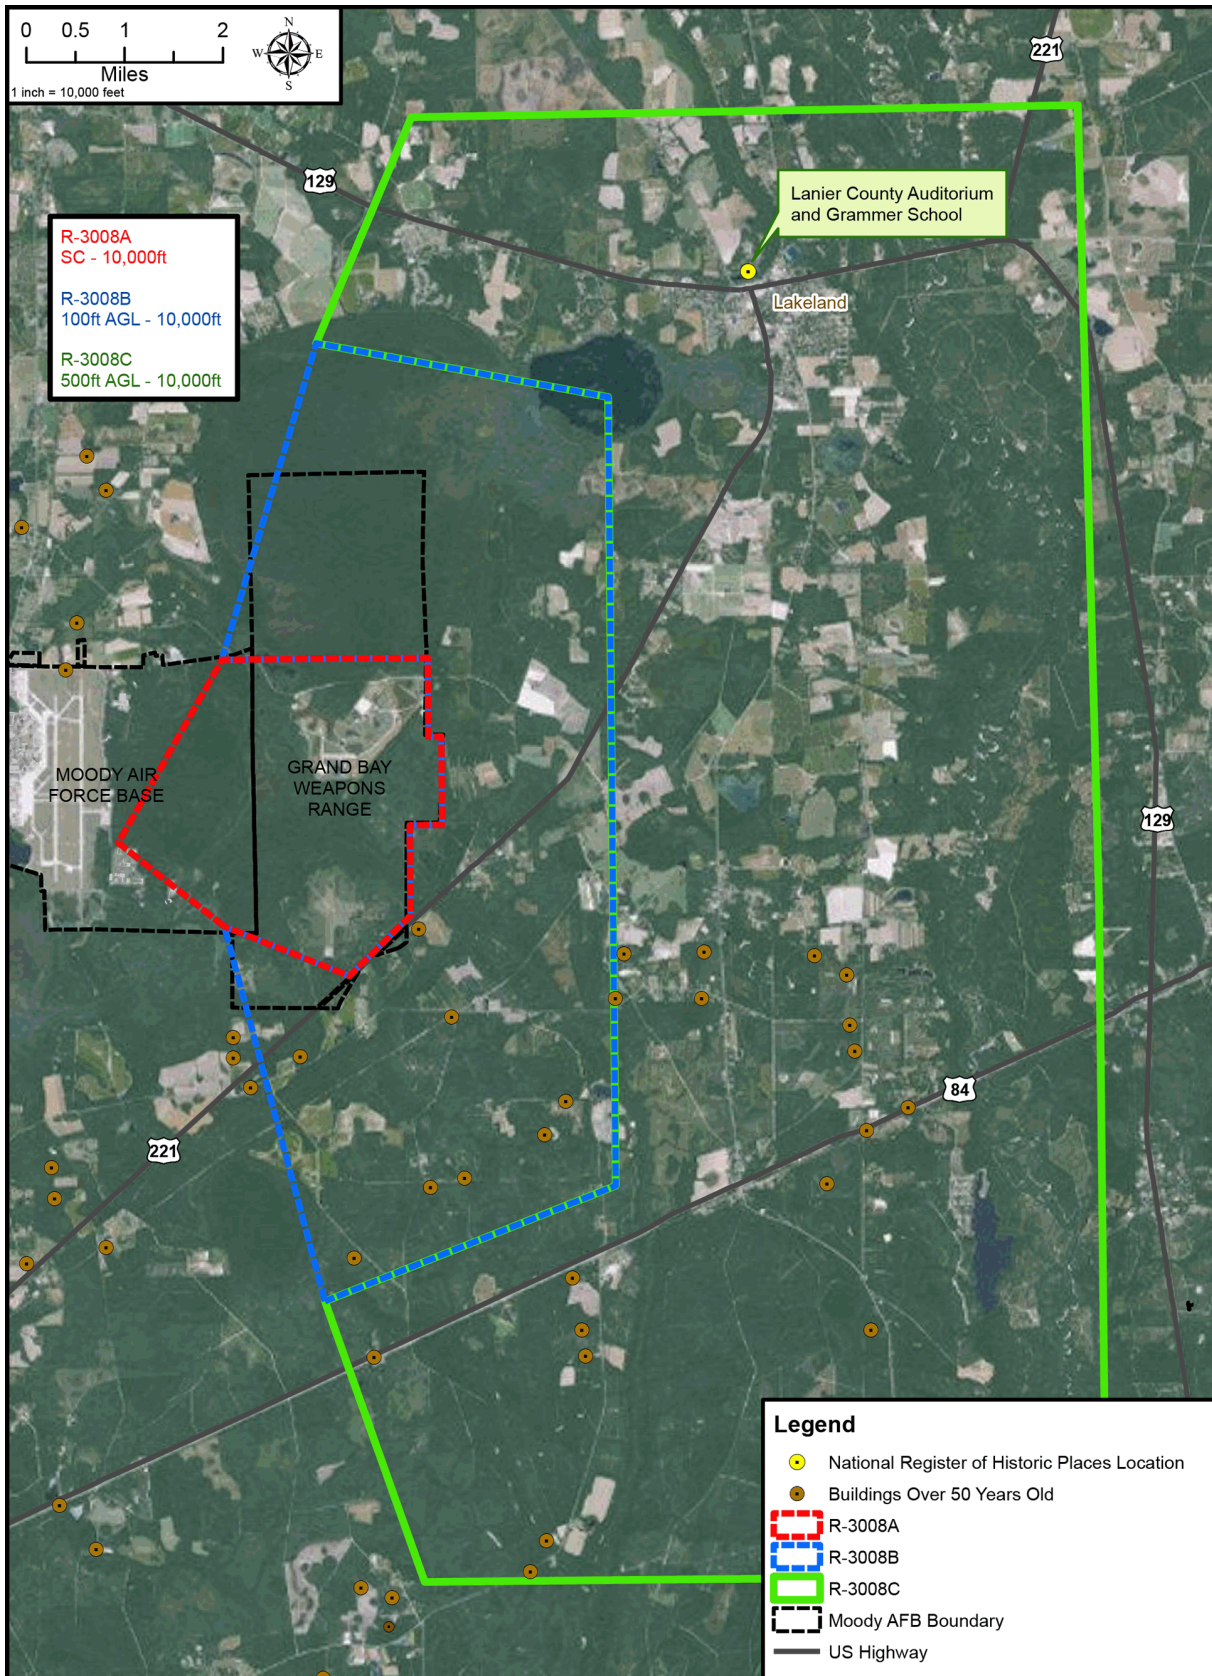 0 0.5 1 2
Miles
1 inch = 10,000 feet
N
W E
S
221
129
Lanier County Auditorium
and Grammer School
Lakeland
R-3008A
SC - 10,000ft
R-3008B
100ft AGL - 10,000ft
R-3008C
500ft AGL - 10,000ft
MOODY AIR
FORCE BASE
GRAND BAY
WEAPONS
RANGE
129
84
221
Legend
National Register of Historic Places Location
Buildings Over 50 Years Old
R-3008A
R-3008B
R-3008C
Moody AFB Boundary
US Highway